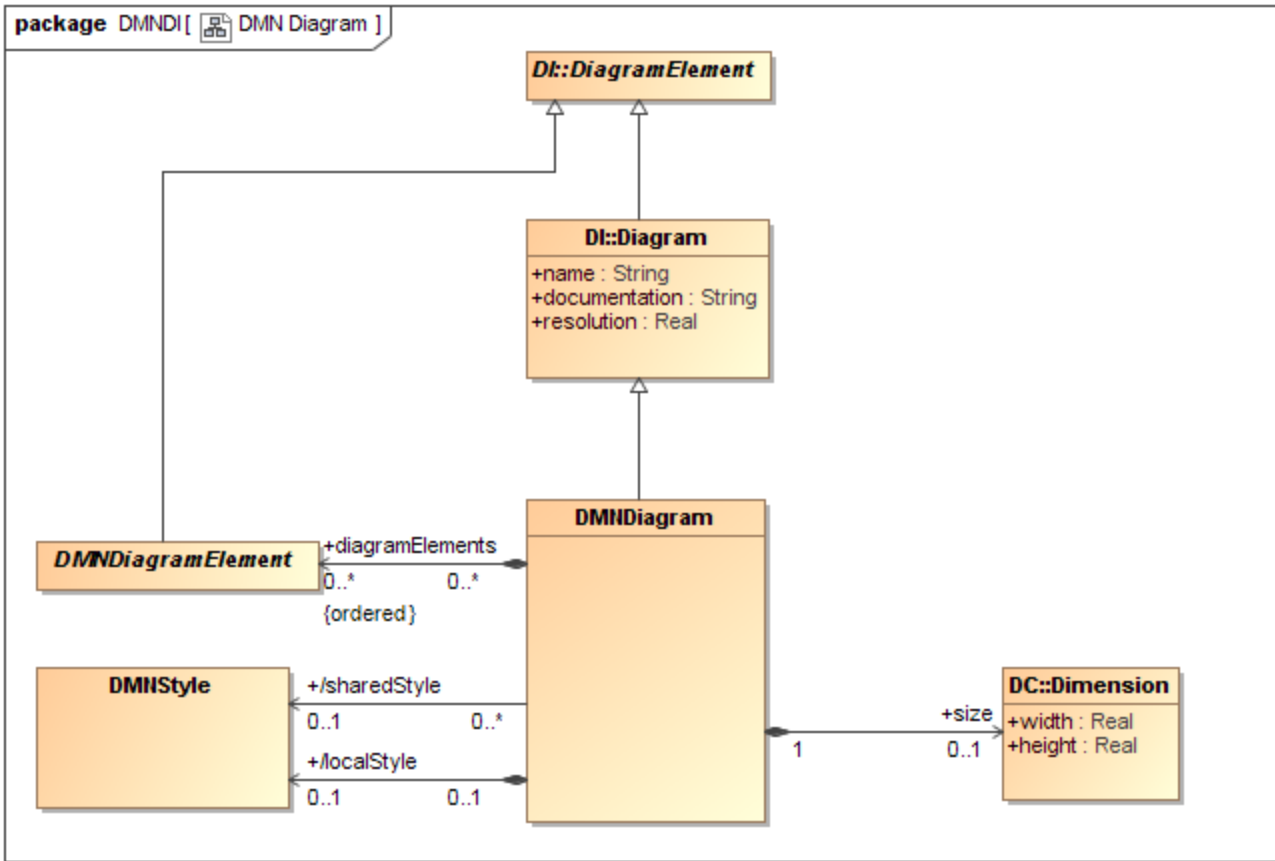 package DMNDI[ DMN Diagram ]
DI::DiagramElement
DI::Diagram
+name : String
+documentation : String
+resolution : Real
DMNDiagram
DMNDiagramElement
+diagramElements
0..*
0..*
{ordered}
DMNStyle
+/sharedStyle
0..1
0..*
+/localStyle
0..1
0..1
+size
1
0..1
DC::Dimension
+width : Real
+height : Real